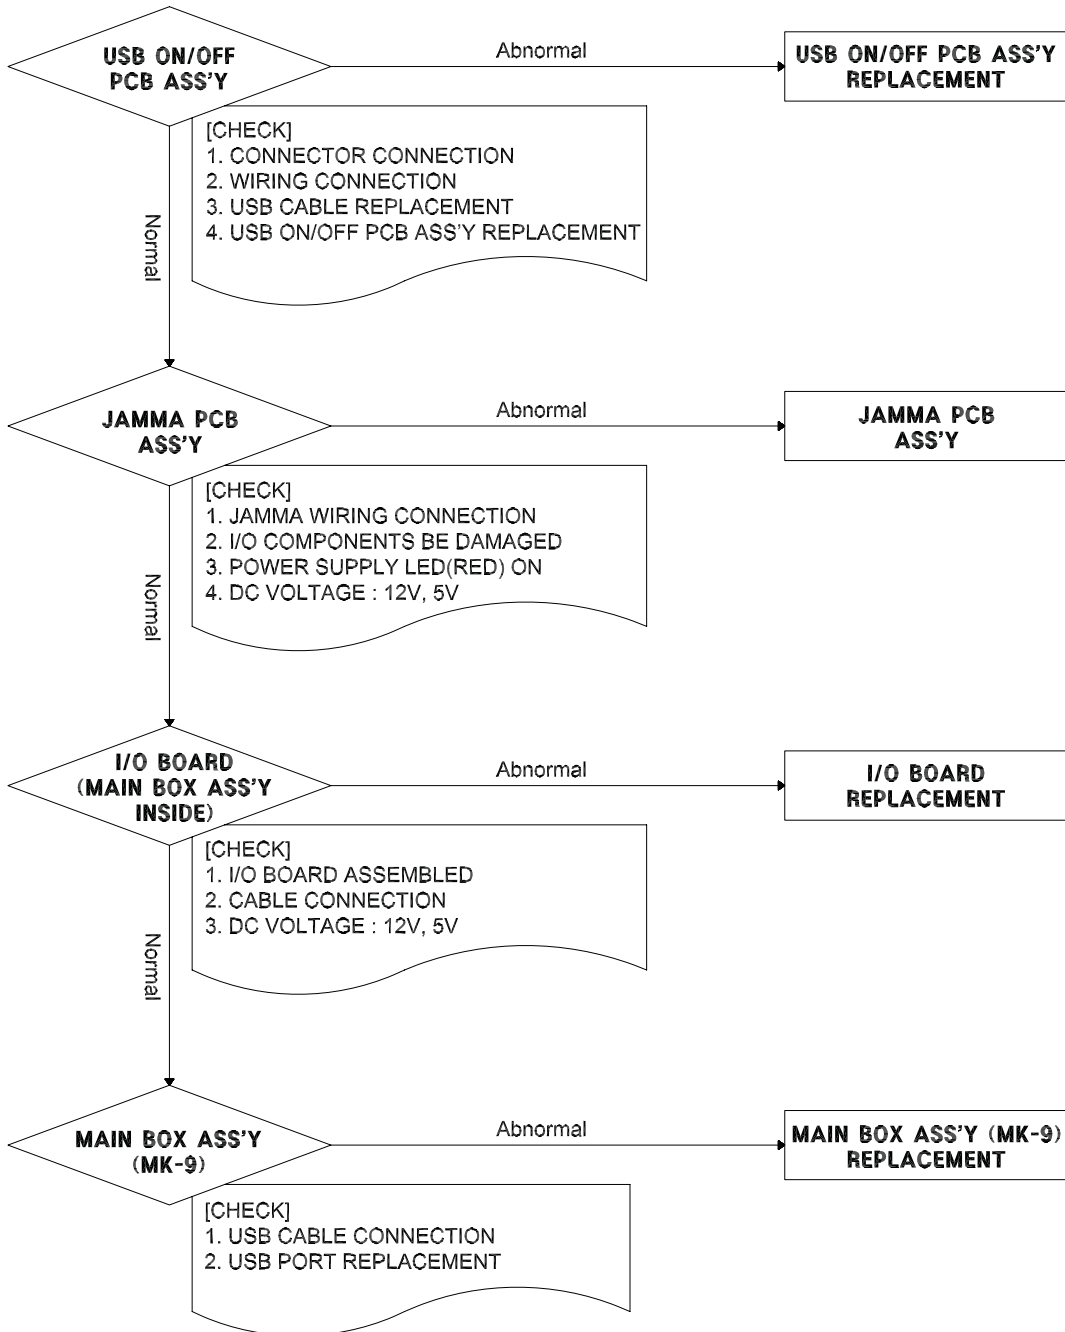 USB ON/OFF
PCB ASS'Y
Abnormal
USB ON/OFF PCB ASS'Y
REPLACEMENT
[CHECK]
1. CONNECTOR CONNECTION
2. WIRING CONNECTION
3. USB CABLE REPLACEMENT
4. USB ON/OFF PCB ASS'Y REPLACEMENT
Normal
JAMMA PCB
ASS'Y
Abnormal
JAMMA PCB
ASS'Y
[CHECK]
1. JAMMA WIRING CONNECTION
2. I/O COMPONENTS BE DAMAGED
3. POWER SUPPLY LED(RED) ON
4. DC VOLTAGE : 12V, 5V
Normal
I/O BOARD
(MAIN BOX ASS'Y
INSIDE)
Abnormal
I/O BOARD
REPLACEMENT
[CHECK]
1. I/O BOARD ASSEMBLED
2. CABLE CONNECTION
3. DC VOLTAGE : 12V, 5V
Normal
MAIN BOX ASS'Y
(MK-9)
Abnormal
MAIN BOX ASS'Y (MK-9)
REPLACEMENT
[CHECK]
1. USB CABLE CONNECTION
2. USB PORT REPLACEMENT